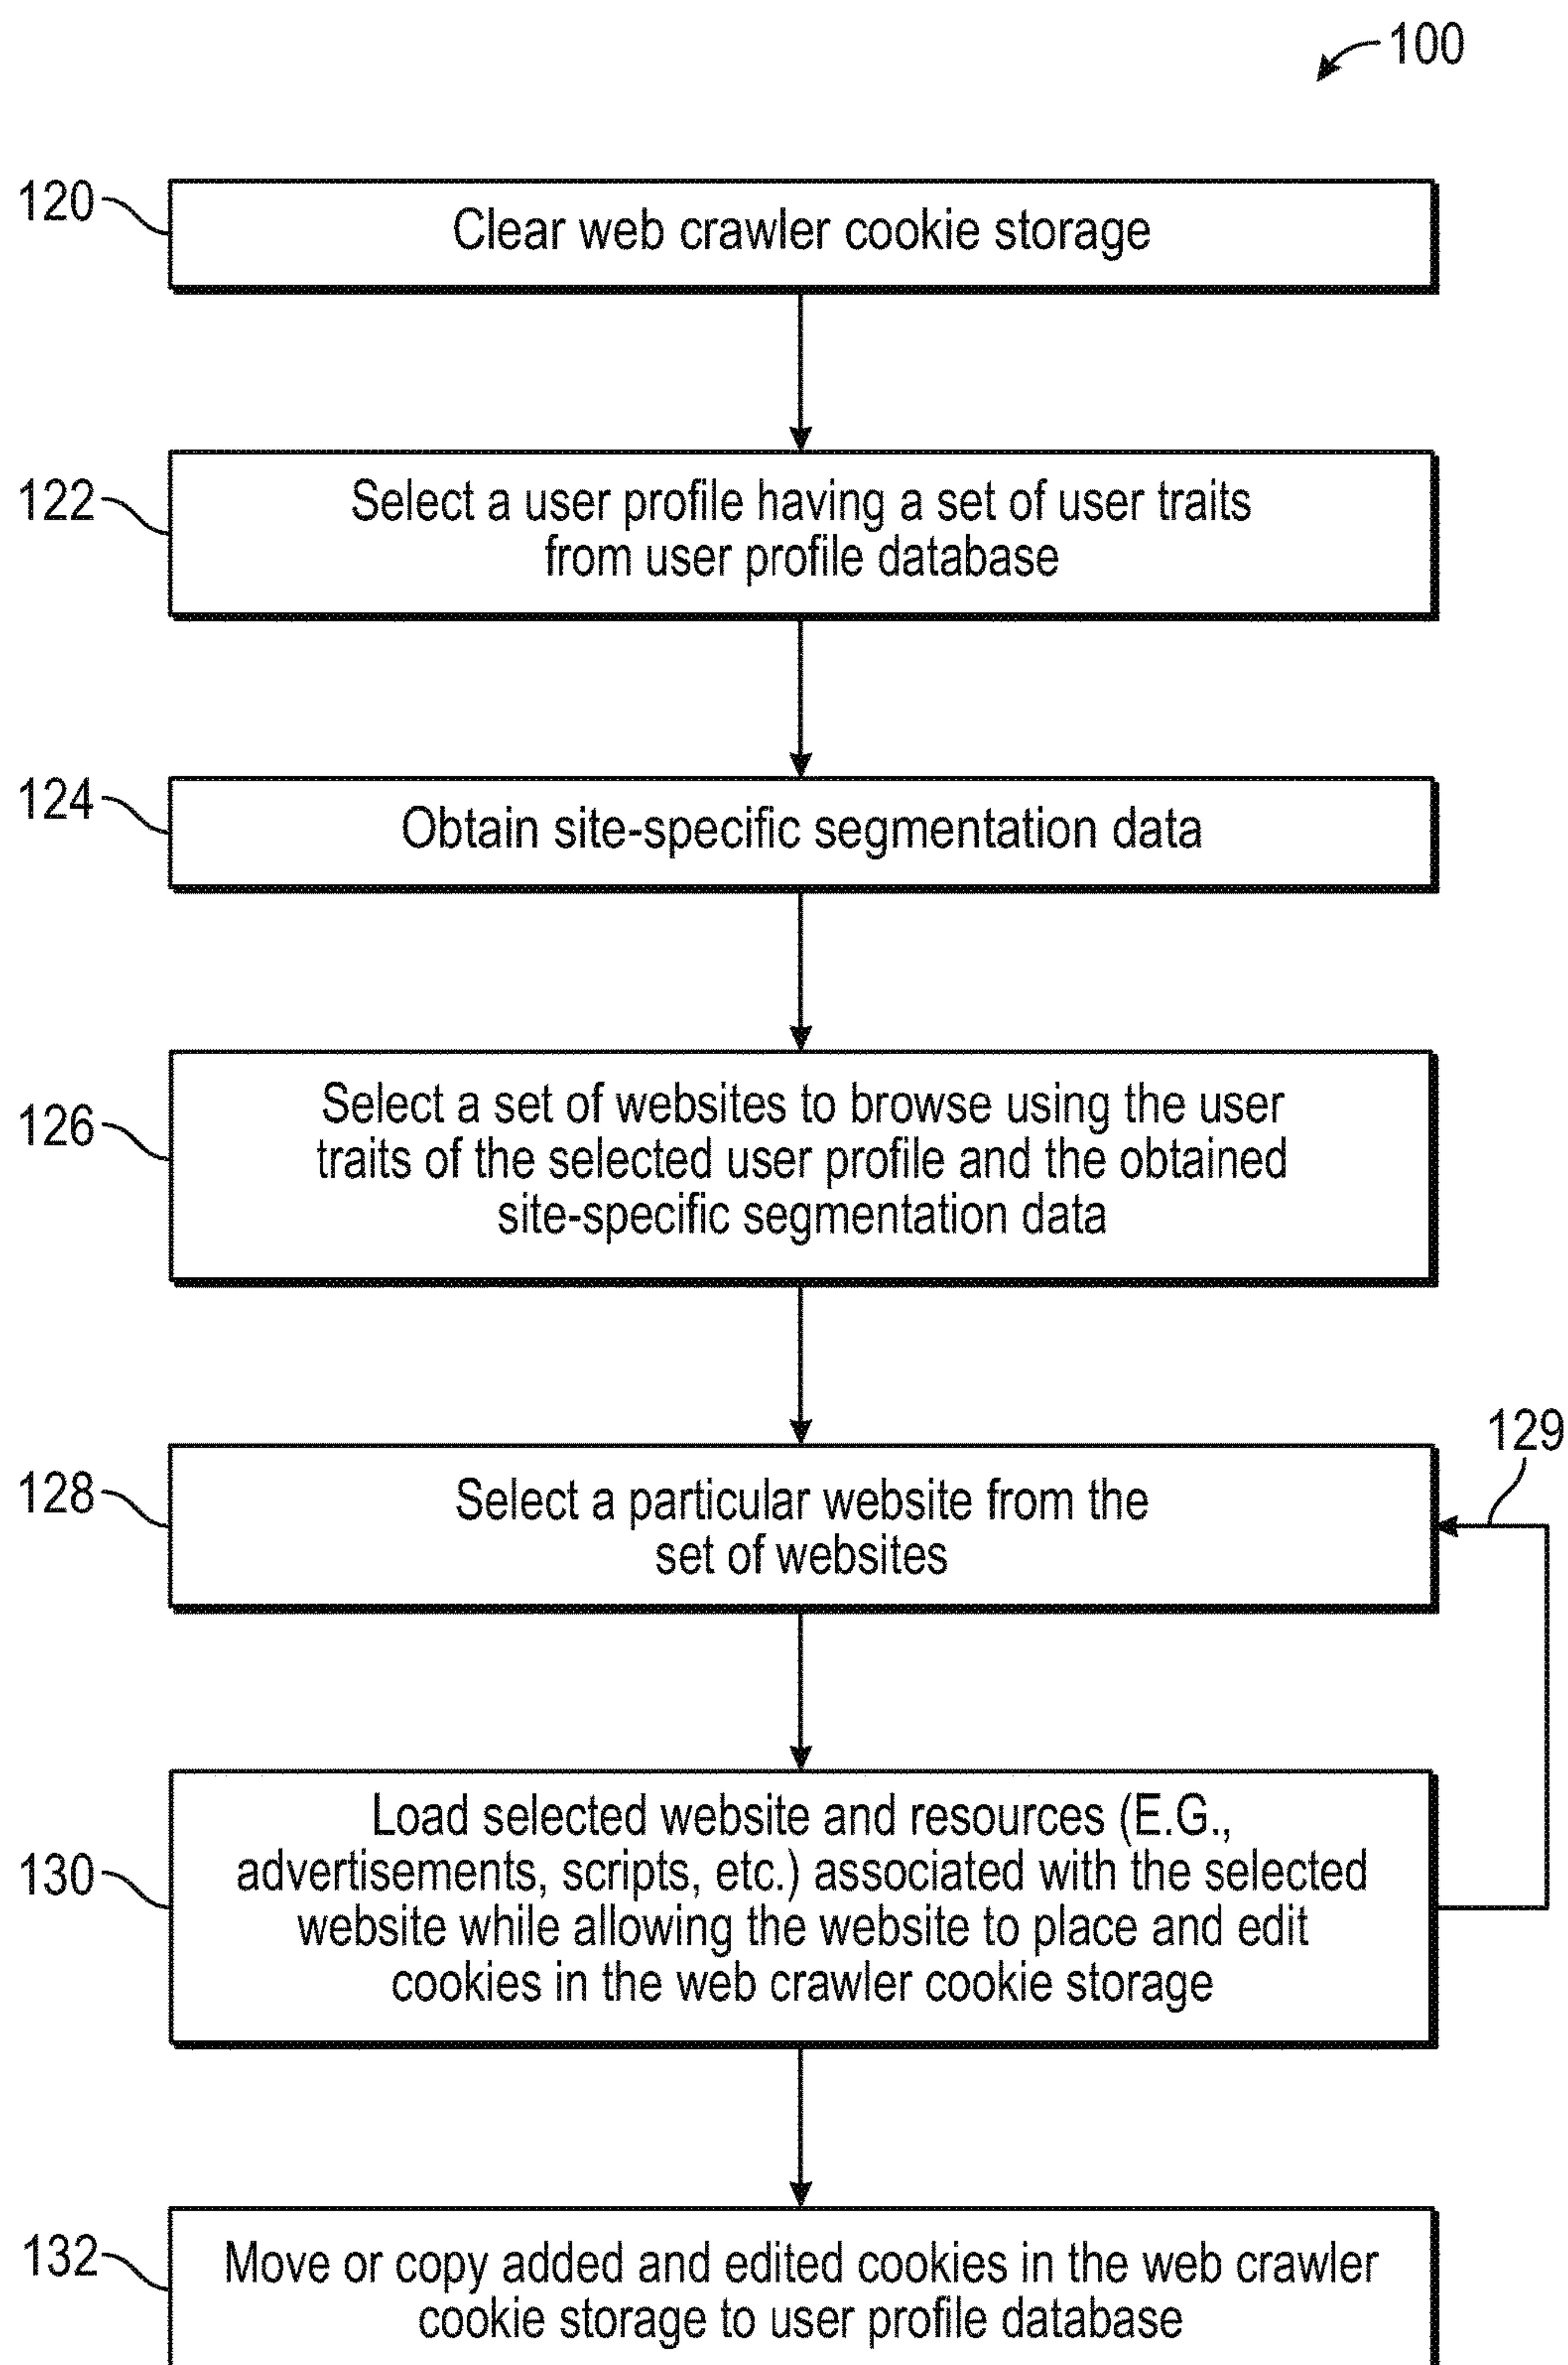 100
120
Clear web crawler cookie storage
122
Select a user profile having a set of user traits
from user profile database
124
Obtain site-specific segmentation data
126
Select a set of websites to browse using the user
traits of the selected user profile and the obtained
site-specific segmentation data
129
128
Select a particular website from the
set of websites
130
Load selected website and resources (E.G.,
advertisements, scripts, etc.) associated with the selected
website while allowing the website to place and edit
cookies in the web crawler cookie storage
132
Move or copy added and edited cookies in the web crawler
cookie storage to user profile database